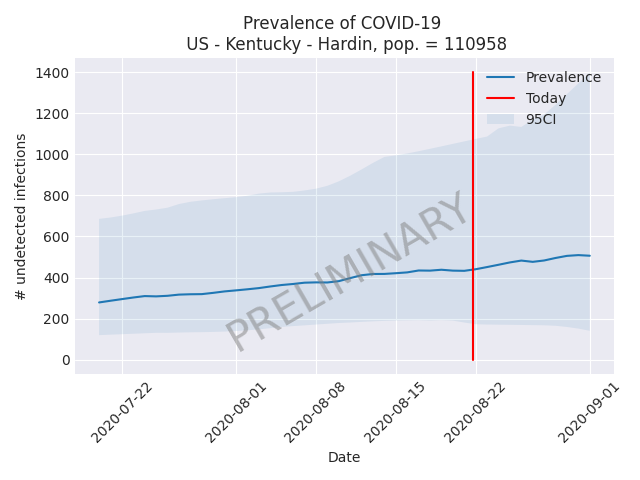 Prevalence of COVID-19
US - Kentucky - Hardin, pop. = 110958
1400
1200
1000
800
600
400
200
0
# undetected infections
Prevalence
Today
95CI
PRELIMINARY
2020-07-22
2020-08-01
2020-08-08
2020-08-15
2020-08-22
2020-09-01
Date